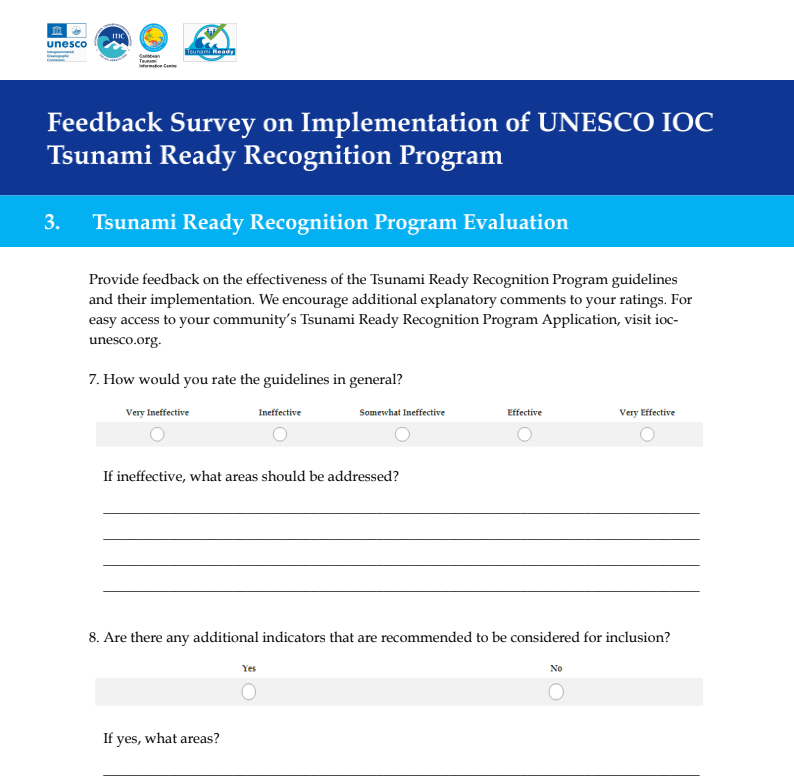 unesco
Intergovernmental
Oceanographic
Commission
ITIC
Caribbean
Tsunami
Information Centre
Tsunami Ready
Feedback Survey on Implementation of UNESCO IOC
Tsunami Ready Recognition Program
3. Tsunami Ready Recognition Program Evaluation
Provide feedback on the effectiveness of the Tsunami Ready Recognition Program guidelines
and their implementation. We encourage additional explanatory comments to your ratings. For
easy access to your community’s Tsunami Ready Recognition Program Application, visit ioc-
unesco.org.
7. How would you rate the guidelines in general?
Very Ineffective Ineffective Somewhat Ineffective Effective Very Effective
If ineffective, what areas should be addressed?
8. Are there any additional indicators that are recommended to be considered for inclusion?
Yes No
If yes, what areas?